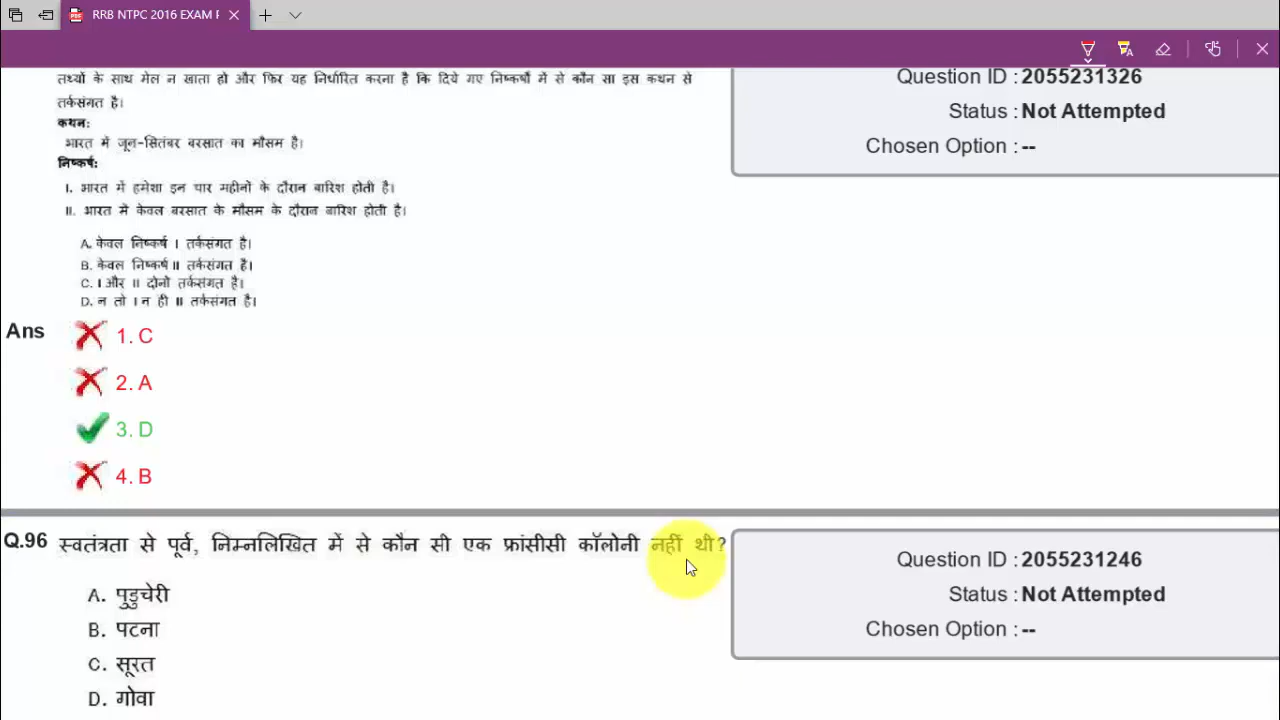 RRB NTPC 2016 EXAM F
तथ्यों के साथ मेल न खाता हो और फिर यह निर्धारित करना है कि दिये गए निष्कर्षों में से कौन सा इस कथन से
तर्कसंगत है।
कथन:
भारत में जून-सितंबर बरसात का मौसम है।
निष्कर्ष:
I. भारत में हमेशा इन चार महीनों के दौरान बारिश होती है।
II. भारत में केवल बरसात के मौसम के दौरान बारिश होती है।
A. केवल निष्कर्ष I तर्कसंगत है।
B. केवल निष्कर्ष II तर्कसंगत है।
C. I और II दोनों तर्कसंगत है।
D. न तो I न ही II तर्कसंगत है।
Question ID : 2055231326
Status : Not Attempted
Chosen Option : --
Ans
1. C
2. A
3. D
4. B
Q.96 स्वतंत्रता से पूर्व, निम्नलिखित में से कौन सी एक फ्रांसीसी कॉलोनी नहीं थी?
A. पुडुचेरी
B. पटना
C. सूरत
D. गोवा
Question ID : 2055231246
Status : Not Attempted
Chosen Option : --